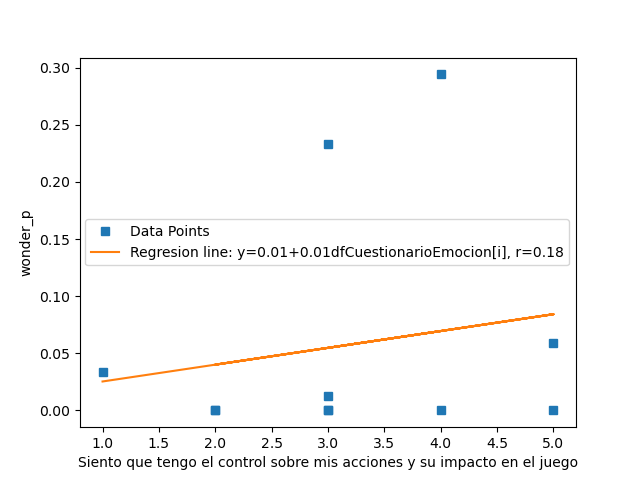 0.30
0.25
0.20
0.15
0.10
0.05
0.00
wonder_p
Data Points
Regresion line: y=0.01+0.01dfCuestionarioEmocion[i], r=0.18
1.0 1.5 2.0 2.5 3.0 3.5 4.0 4.5 5.0
Siento que tengo el control sobre mis acciones y su impacto en el juego